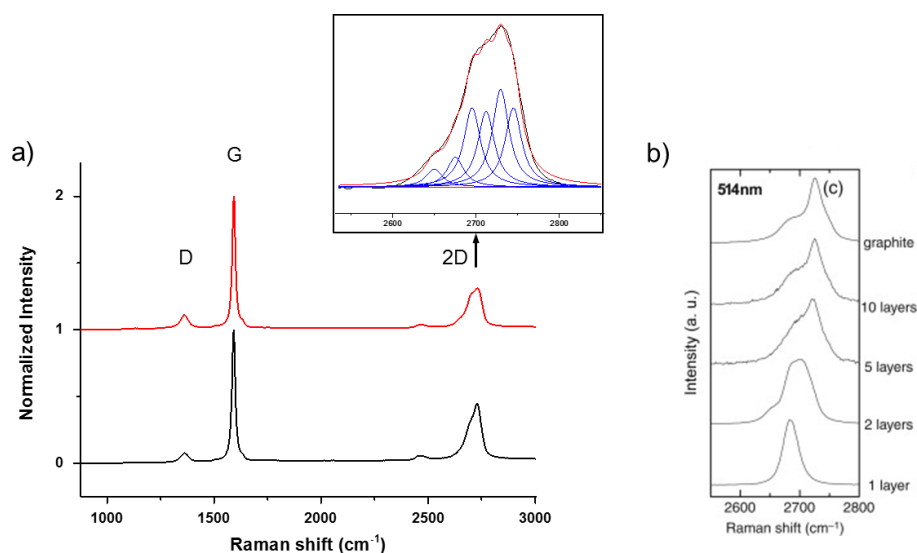 2600 2700 2800
a)
G
D
2D
2
1
0
Normalized Intensity
1000 1500 2000 2500 3000
Raman shift (cm⁻¹)
b)
514nm (c)
graphite
10 layers
5 layers
2 layers
1 layer
Intensity (a. u.)
2600 2700 2800
Raman shift (cm⁻¹)